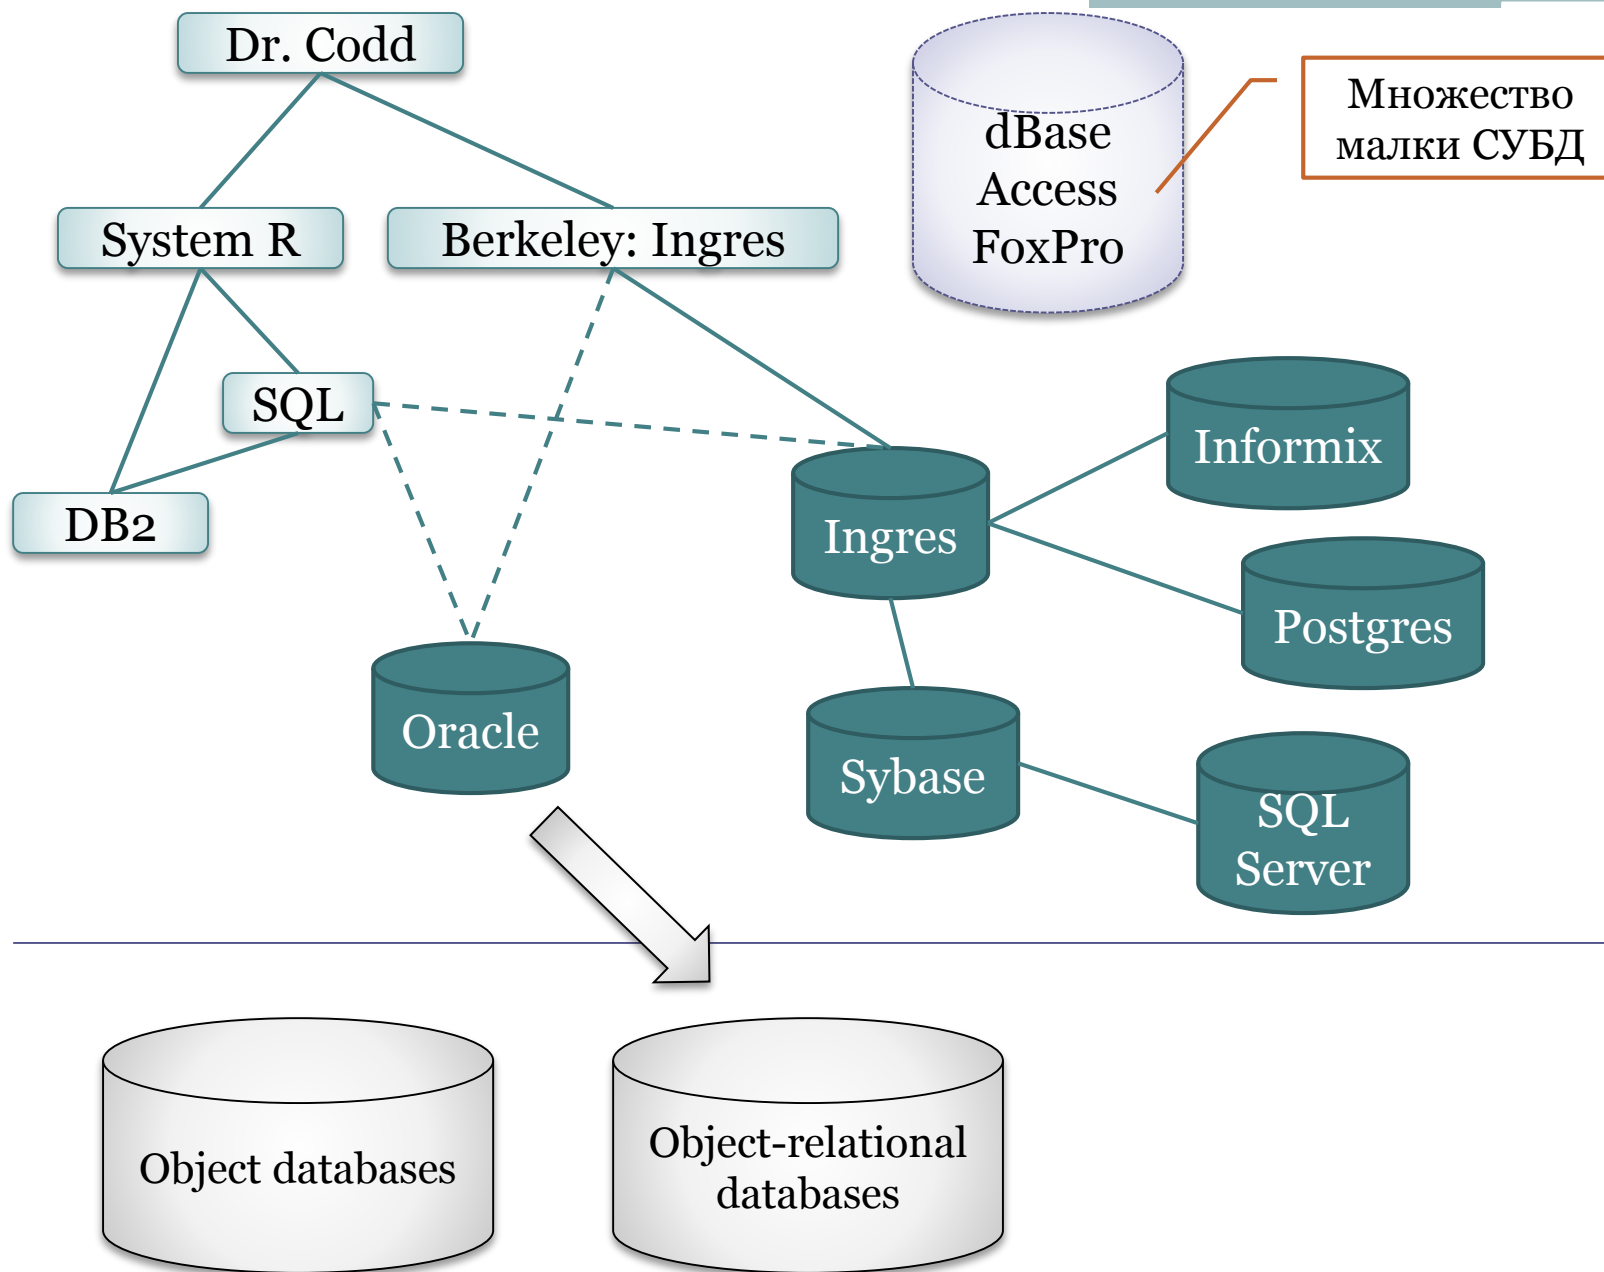 Dr. Codd
dBase
Access
FoxPro
Множество
малки СУБД
System R
Berkeley: Ingres
SQL
DB2
Informix
Ingres
Postgres
Oracle
Sybase
SQL
Server
Object databases
Object-relational
databases